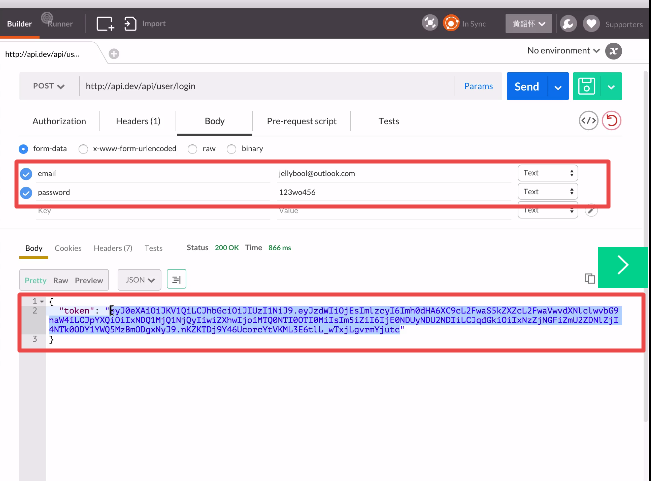 Builder Runner Import In Sync Supporters
http://api.dev/api/us... No environment
POST http://api.dev/api/user/login Params Send
Authorization Headers (1) Body Pre-request script Tests
form-data x-www-form-urlencoded raw binary
email jellybool@outlook.com Text
password 123wo456 Text
Key Value Text
Body Cookies Headers (7) Tests Status 200 OK Time 866 ms
Pretty Raw Preview JSON
1 {
2 "token":
3 }